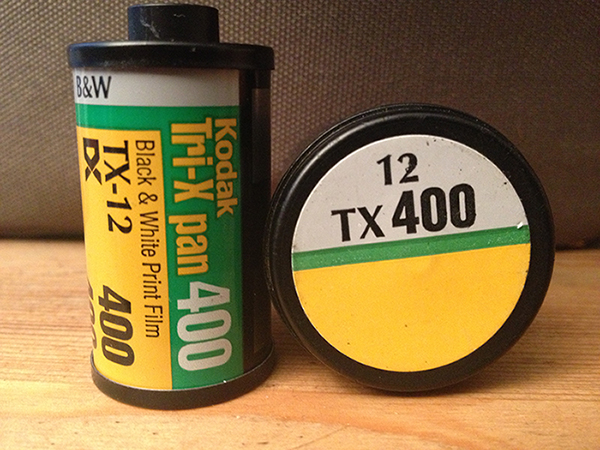 B&W
Kodak
Tri-X pan 400
Black & White Print Film
TX-12 400
DX
12
TX 400